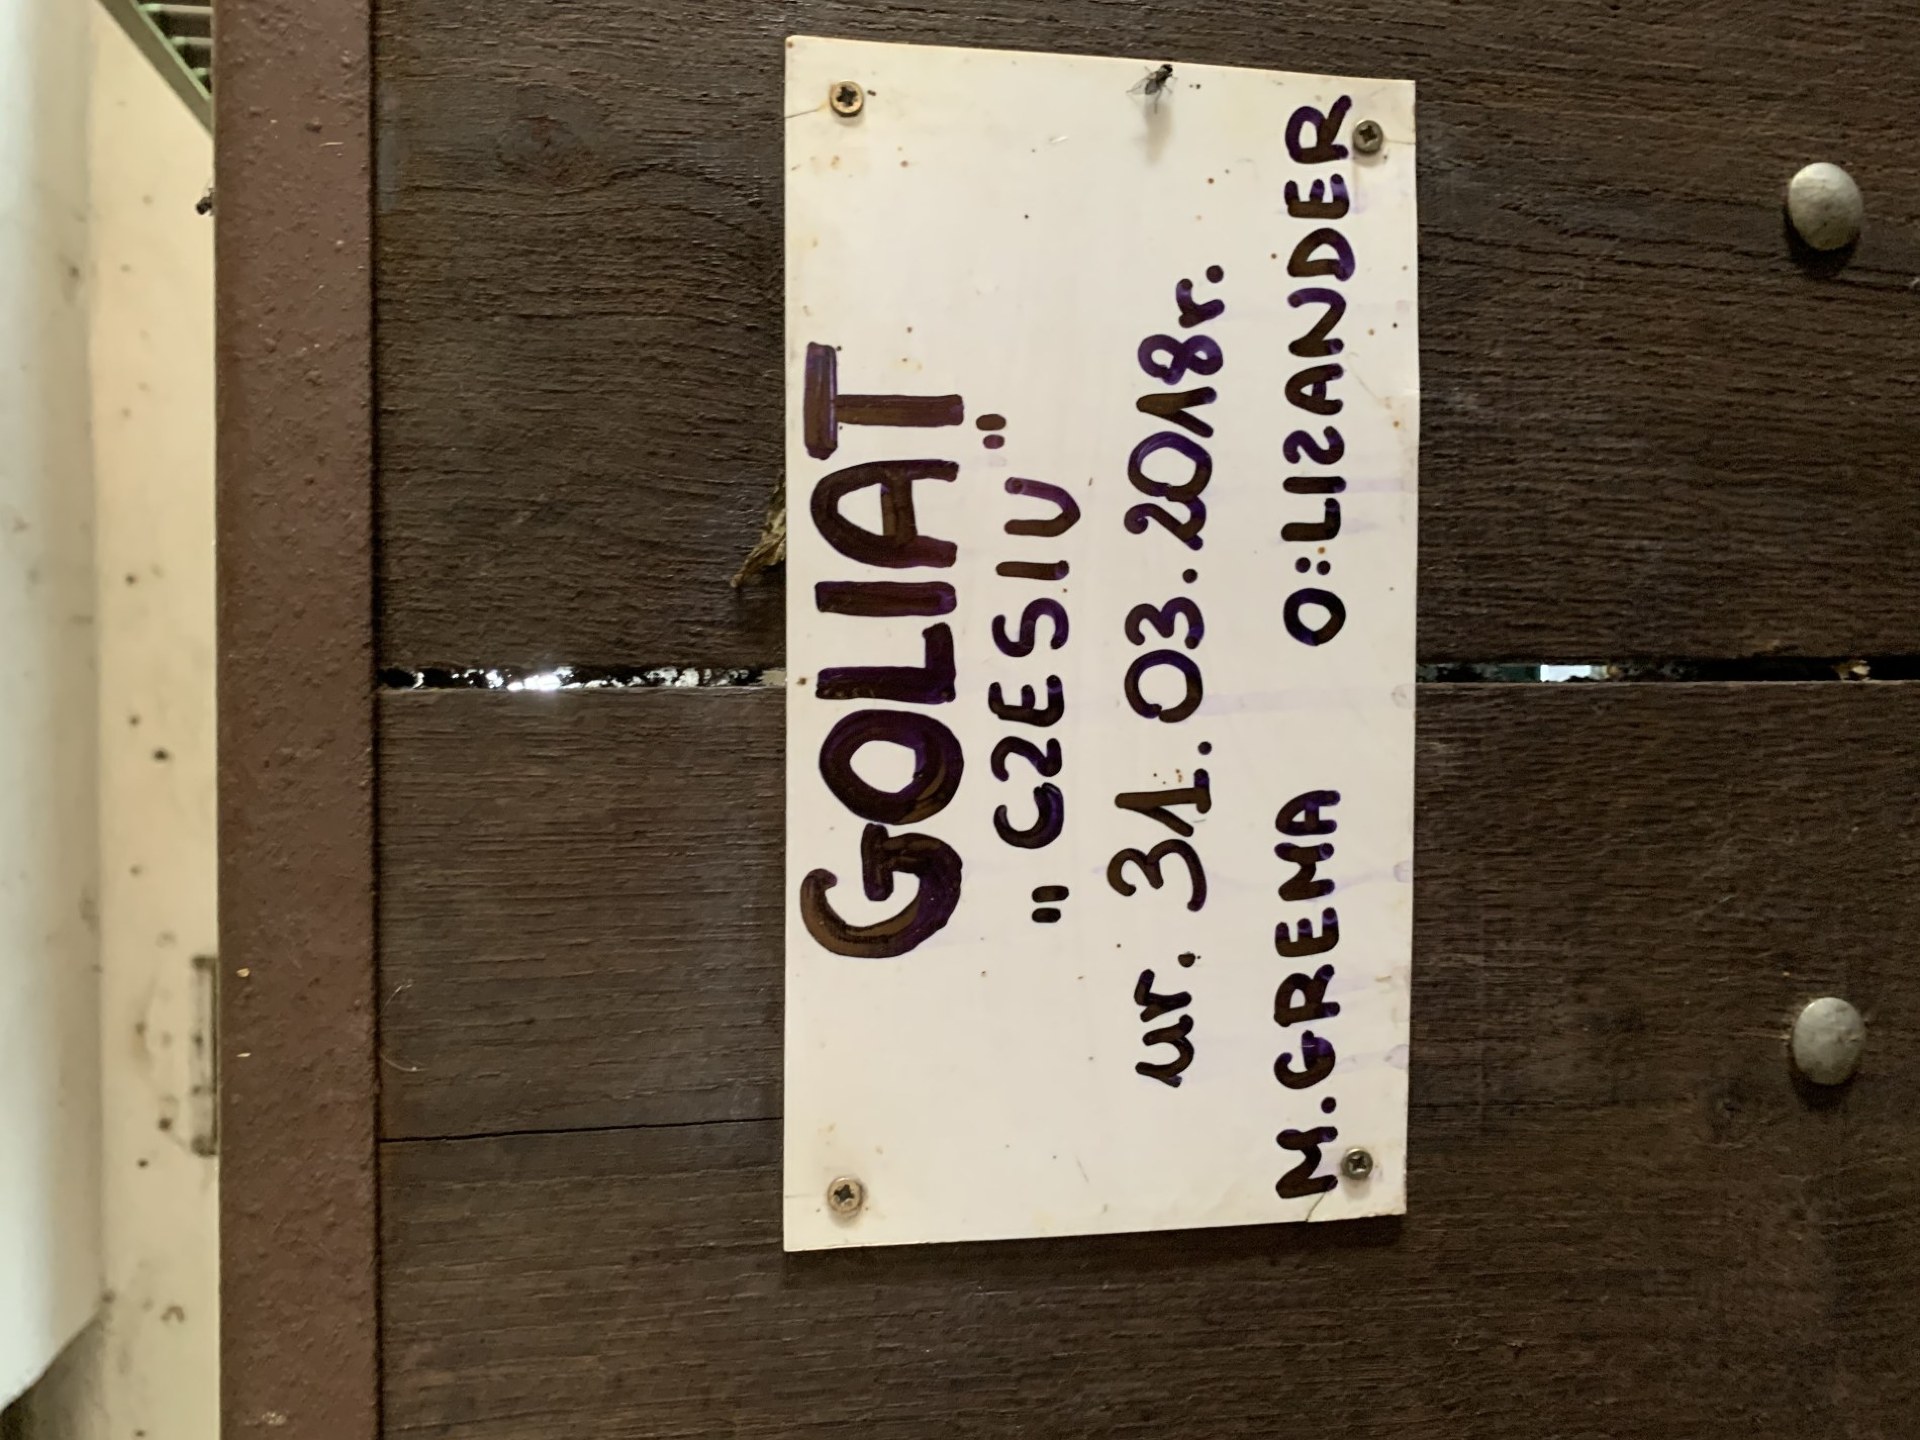 GOLIAT
" CZESIU "
ur. 31.03.2018r.
M.GREMA O:LIZANDER